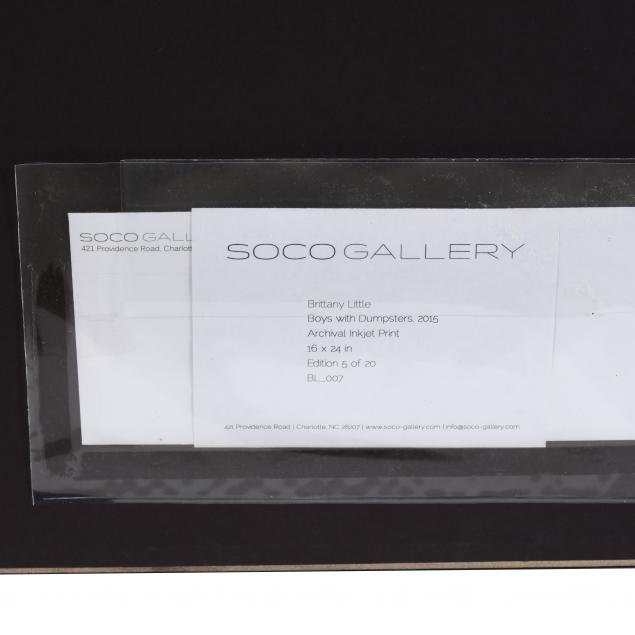 SOCO GALL
421 Providence Road, Charlott
SOCO GALLERY
Brittany Little
Boys with Dumpsters, 2015
Archival Inkjet Print
16 x 24 in
Edition 5 of 20
BL_007
421 Providence Road | Charlotte, NC 28207 | www.soco-gallery.com | info@soco-gallery.com